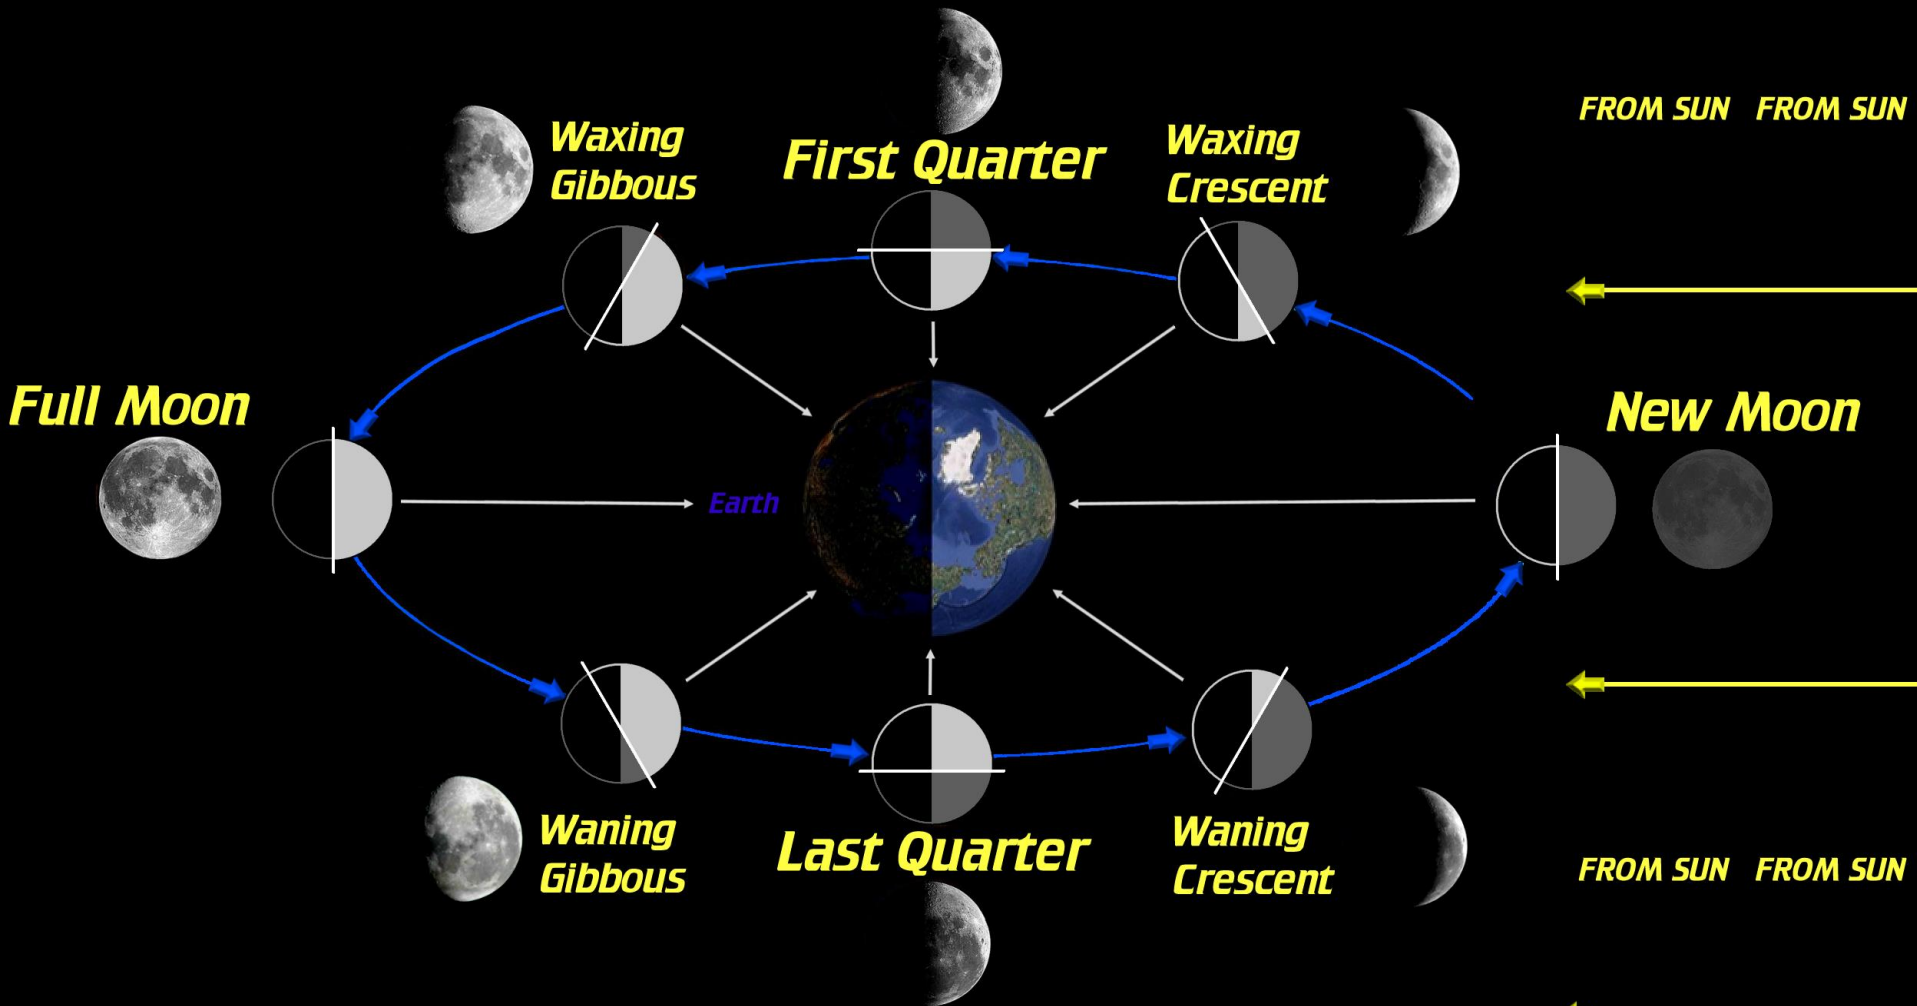 FROM SUN FROM SUN
Waxing
Gibbous
First Quarter
Waxing
Crescent
Full Moon
New Moon
Earth
Waning
Gibbous
Last Quarter
Waning
Crescent
FROM SUN FROM SUN